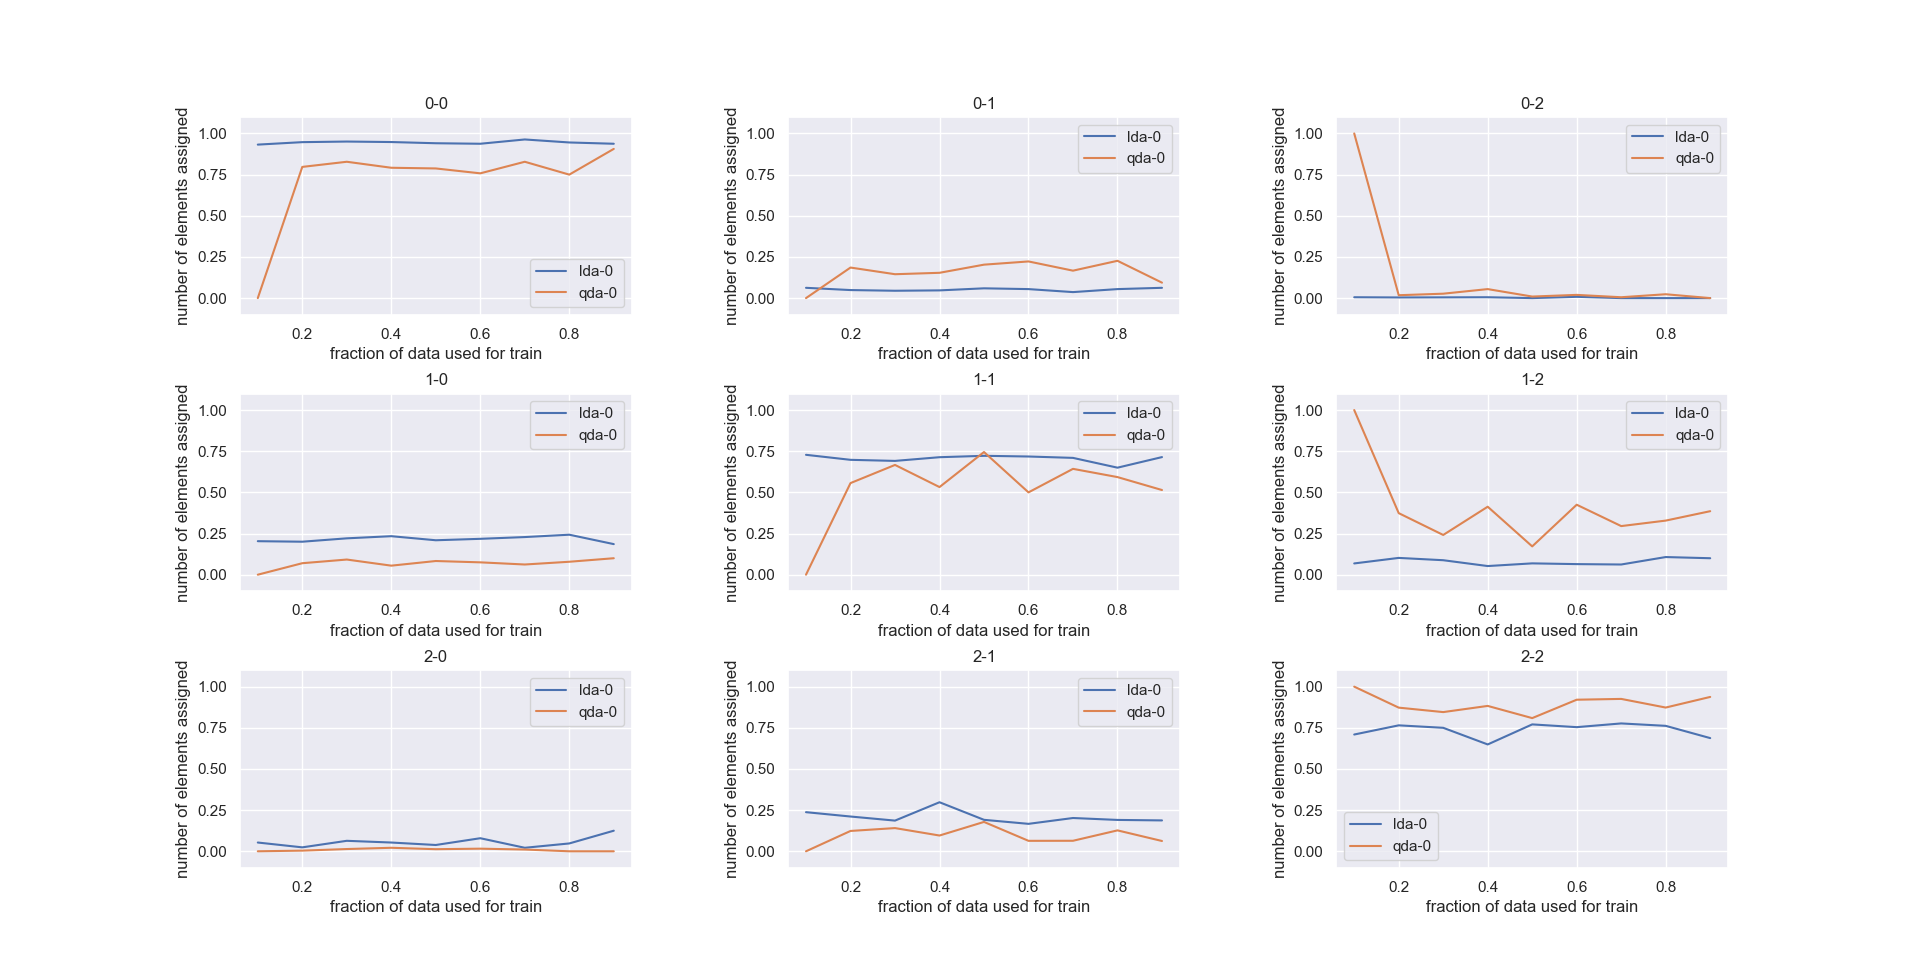 0-0
number of elements assigned
1.00
0.75
0.50
0.25
0.00
lda-0
qda-0
0.2 0.4 0.6 0.8
fraction of data used for train
0-1
number of elements assigned
1.00
0.75
0.50
0.25
0.00
lda-0
qda-0
0.2 0.4 0.6 0.8
fraction of data used for train
0-2
number of elements assigned
1.00
0.75
0.50
0.25
0.00
lda-0
qda-0
0.2 0.4 0.6 0.8
fraction of data used for train
1-0
number of elements assigned
1.00
0.75
0.50
0.25
0.00
lda-0
qda-0
0.2 0.4 0.6 0.8
fraction of data used for train
1-1
number of elements assigned
1.00
0.75
0.50
0.25
0.00
lda-0
qda-0
0.2 0.4 0.6 0.8
fraction of data used for train
1-2
number of elements assigned
1.00
0.75
0.50
0.25
0.00
lda-0
qda-0
0.2 0.4 0.6 0.8
fraction of data used for train
2-0
number of elements assigned
1.00
0.75
0.50
0.25
0.00
lda-0
qda-0
0.2 0.4 0.6 0.8
fraction of data used for train
2-1
number of elements assigned
1.00
0.75
0.50
0.25
0.00
lda-0
qda-0
0.2 0.4 0.6 0.8
fraction of data used for train
2-2
number of elements assigned
1.00
0.75
0.50
0.25
0.00
lda-0
qda-0
0.2 0.4 0.6 0.8
fraction of data used for train